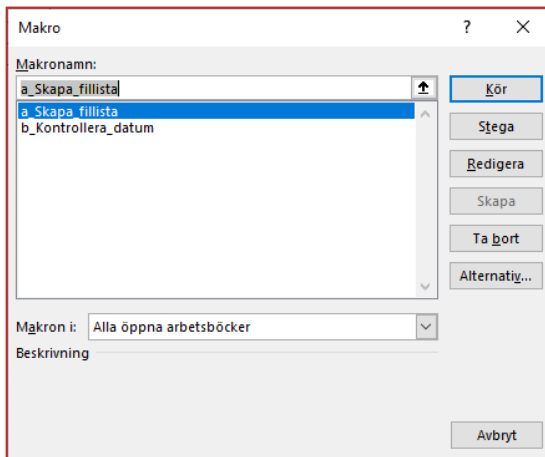 Makro
?
Makronamn:
a_Skapa_fillista
Kör
a_Skapa_fillista
b_Kontrollera_datum
Stega
Redigera
Skapa
Ta bort
Alternativ...
Makron i: Alla öppna arbetsböcker
Beskrivning
Avbryt